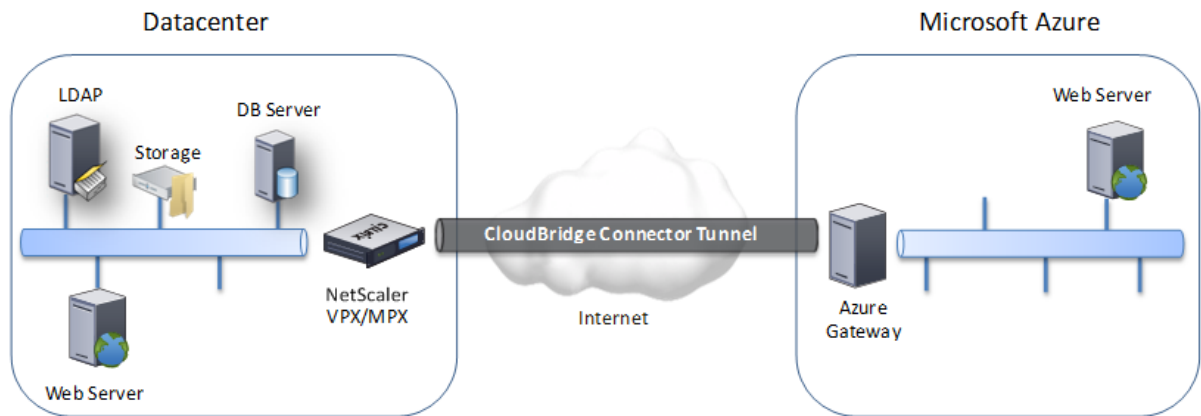 Datacenter
Microsoft Azure
LDAP
DB Server
Storage
Web Server
citrix
CloudBridge Connector Tunnel
NetScaler
VPX/MPX
Internet
Azure
Gateway
Web Server